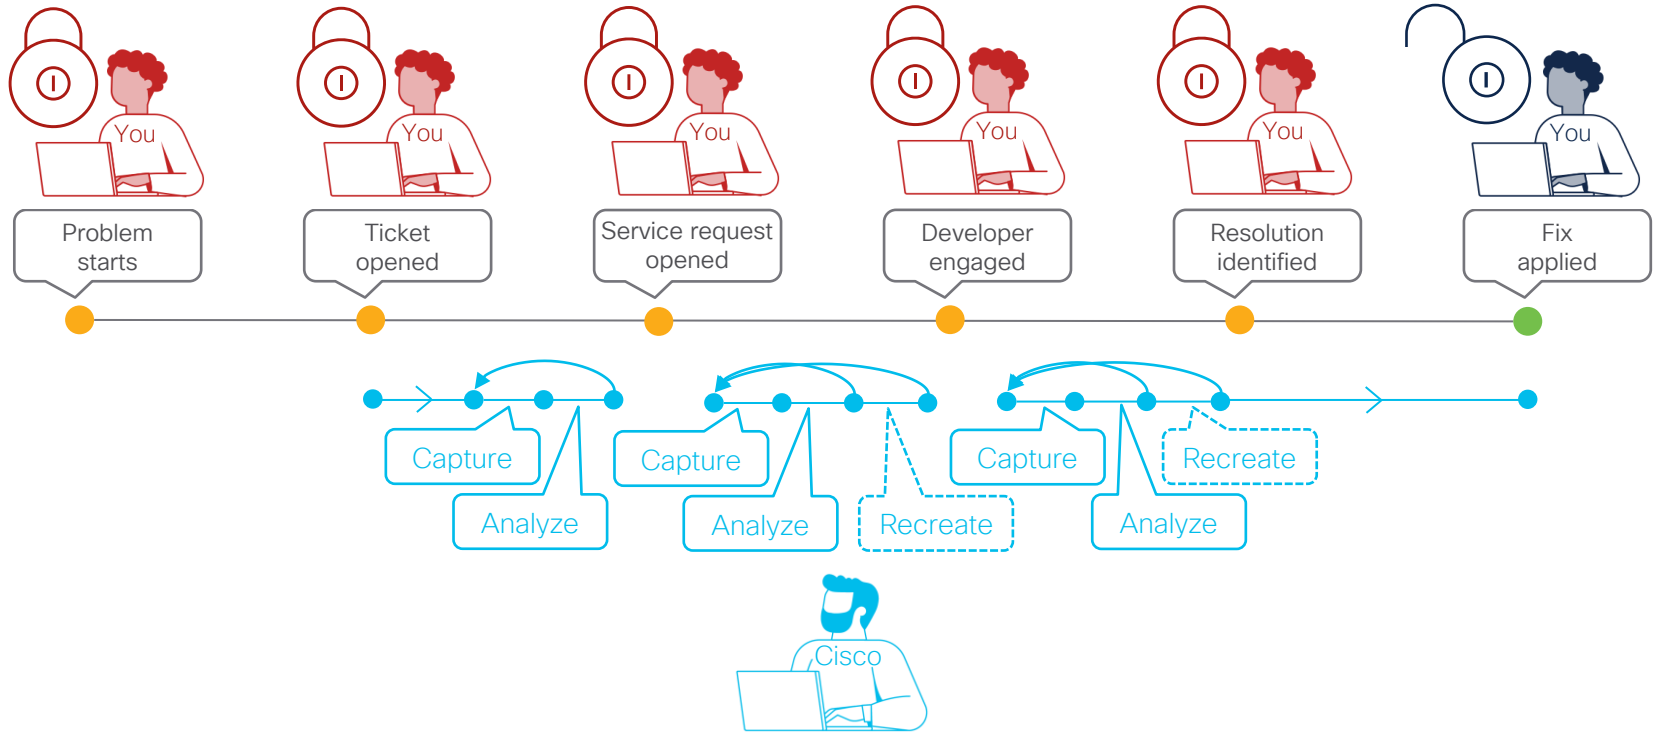 You
You
You
You
You
You
Problem
starts
Ticket
opened
Service request
opened
Developer
engaged
Resolution
identified
Fix
applied
Capture
Analyze
Capture
Analyze
Recreate
Capture
Analyze
Recreate
Cisco